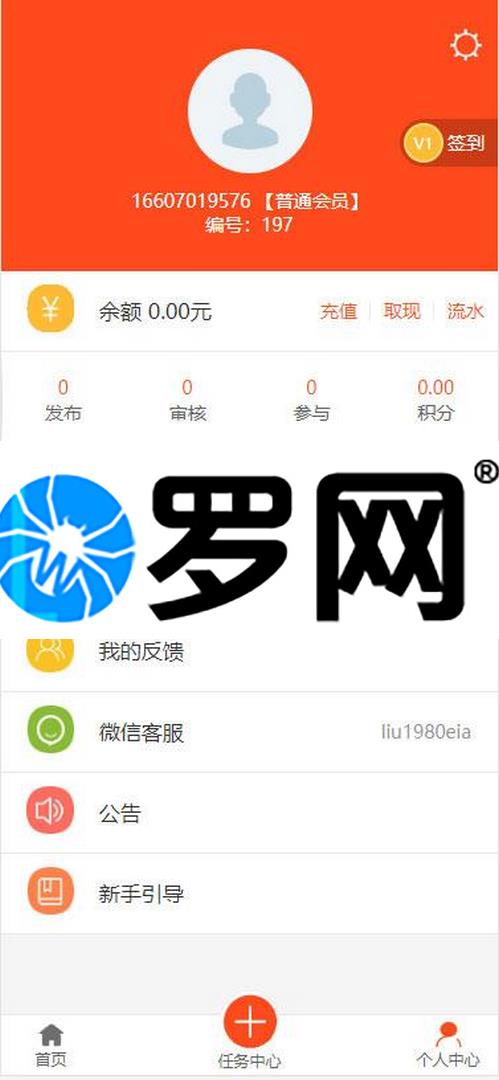 V1 签到
16607019576 【普通会员】
编号：197
¥ 余额 0.00元 充值 取现 流水
0 0 0 0.00
发布 审核 参与 积分
罗网®
我的反馈
微信客服 liu1980eia
公告
新手引导
首页 任务中心 个人中心